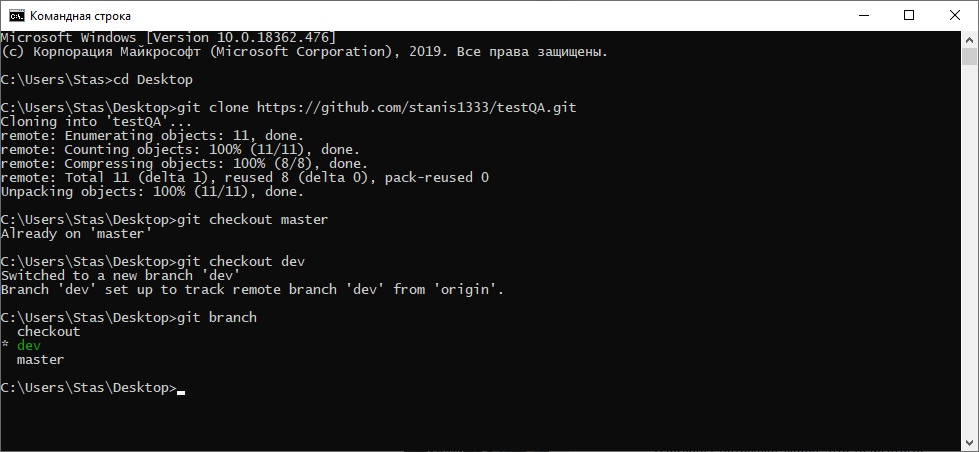 Командная строка
Microsoft Windows [Version 10.0.18362.476]
(c) Корпорация Майкрософт (Microsoft Corporation), 2019. Все права защищены.
C:\Users\Stas>cd Desktop
C:\Users\Stas\Desktop>git clone https://github.com/stanis1333/testQA.git
Cloning into 'testQA'...
remote: Enumerating objects: 11, done.
remote: Counting objects: 100% (11/11), done.
remote: Compressing objects: 100% (8/8), done.
remote: Total 11 (delta 1), reused 8 (delta 0), pack-reused 0
Unpacking objects: 100% (11/11), done.
C:\Users\Stas\Desktop>git checkout master
Already on 'master'
C:\Users\Stas\Desktop>git checkout dev
Switched to a new branch 'dev'
Branch 'dev' set up to track remote branch 'dev' from 'origin'.
C:\Users\Stas\Desktop>git branch
  checkout
* dev
  master
C:\Users\Stas\Desktop>